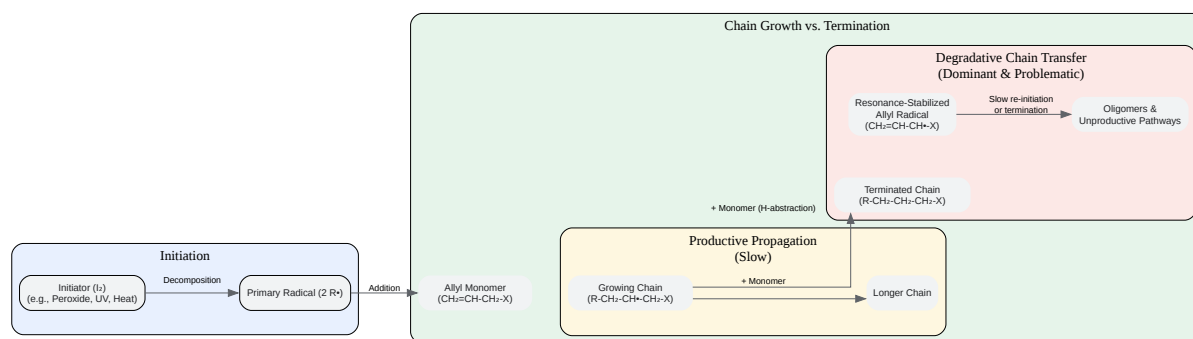 Chain Growth vs. Termination
Degradative Chain Transfer
(Dominant & Problematic)
Resonance-Stabilized
Allyl Radical
(CH₂=CH-CH•-X)
Slow re-initiation
or termination
Oligomers &
Unproductive Pathways
Terminated Chain
(R-CH₂-CH₂-CH₂-X)
+ Monomer (H-abstraction)
Productive Propagation
(Slow)
Initiation
Initiator (I₂)
(e.g., Peroxide, UV, Heat)
Decomposition
Primary Radical (2 R•)
Addition
Allyl Monomer
(CH₂=CH-CH₂-X)
Growing Chain
(R-CH₂-CH•-CH₂-X)
+ Monomer
Longer Chain